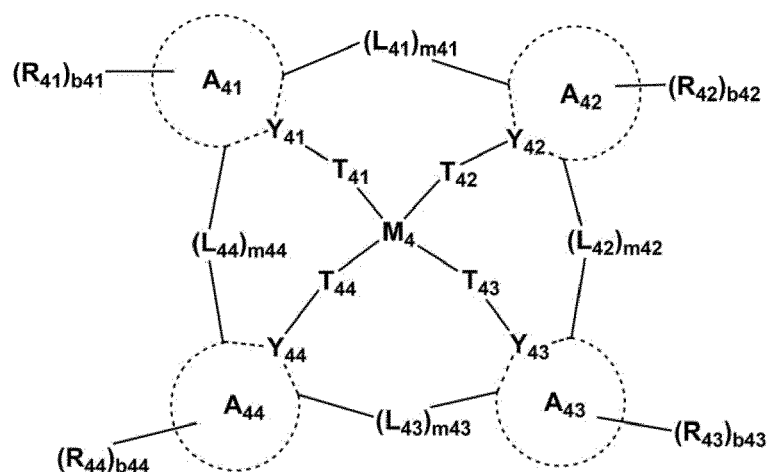 (L₄₁)ₘ₄₁
(R₄₁)b₄₁ A₄₁ A₄₂ (R₄₂)b₄₂
Y₄₁ Y₄₂
T₄₁ T₄₂
M₄
(L₄₄)ₘ₄₄ (L₄₂)ₘ₄₂
T₄₄ T₄₃
Y₄₄ Y₄₃
A₄₄ A₄₃
(L₄₃)ₘ₄₃
(R₄₄)b₄₄ (R₄₃)b₄₃